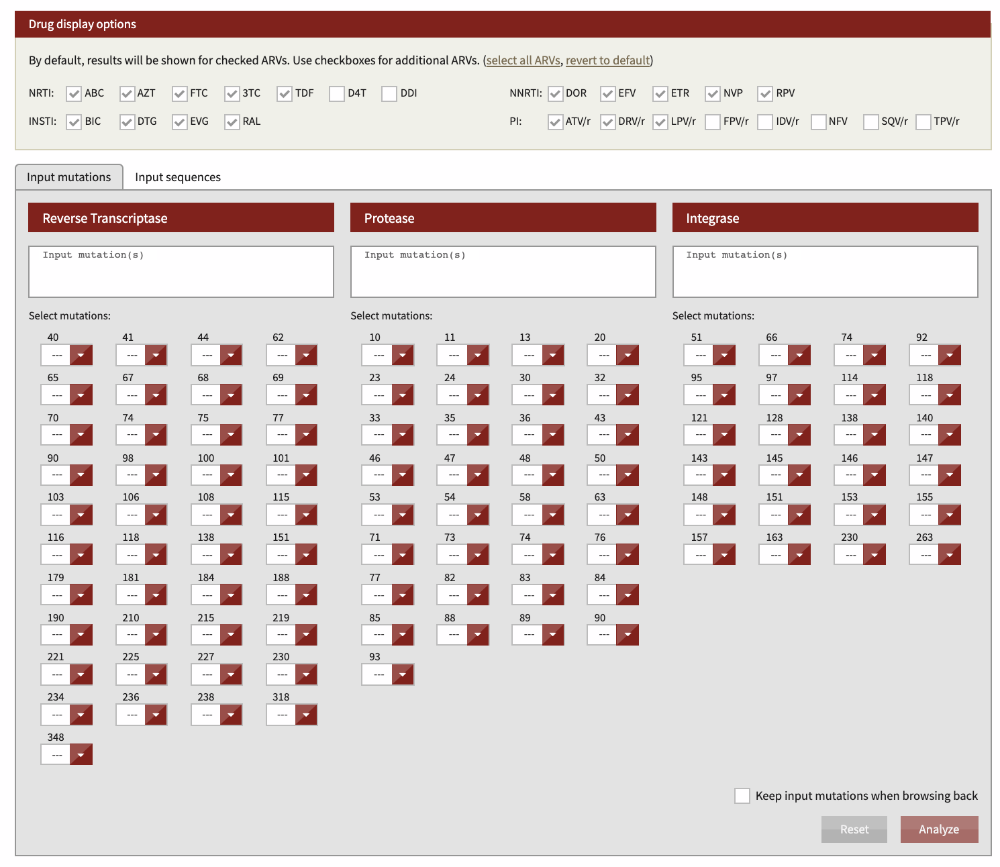 Drug display options
By default, results will be shown for checked ARVs. Use checkboxes for additional ARVs. (select all ARVs, revert to default)
NRTI: ABC AZT FTC 3TC TDF D4T DDI NNRTI: DOR EFV ETR NVP RPV
INSTI: BIC DTG EVG RAL PI: ATV/r DRV/r LPV/r FPV/r IDV/r NFV SQV/r TPV/r
Input mutations Input sequences
Reverse Transcriptase Protease Integrase
Input mutation(s) Input mutation(s) Input mutation(s)
Select mutations: Select mutations: Select mutations:
40 41 44 62 10 11 13 20 51 66 74 92
--- --- --- --- --- --- --- --- --- --- --- ---
65 67 68 69 23 24 30 32 95 97 114 118
--- --- --- --- --- --- --- --- --- --- --- ---
70 74 75 77 33 35 36 43 121 128 138 140
--- --- --- --- --- --- --- --- --- --- --- ---
90 98 100 101 46 47 48 50 143 145 146 147
--- --- --- --- --- --- --- --- --- --- --- ---
103 106 108 115 53 54 58 63 148 151 153 155
--- --- --- --- --- --- --- --- --- --- --- ---
116 118 138 151 71 73 74 76 157 163 230 263
--- --- --- --- --- --- --- --- --- --- --- ---
179 181 184 188 77 82 83 84
--- --- --- --- --- --- --- ---
190 210 215 219 85 88 89 90
--- --- --- --- --- --- --- ---
221 225 227 230 93
--- --- --- --- ---
234 236 238 318
--- --- --- ---
348
---
Keep input mutations when browsing back
Reset Analyze